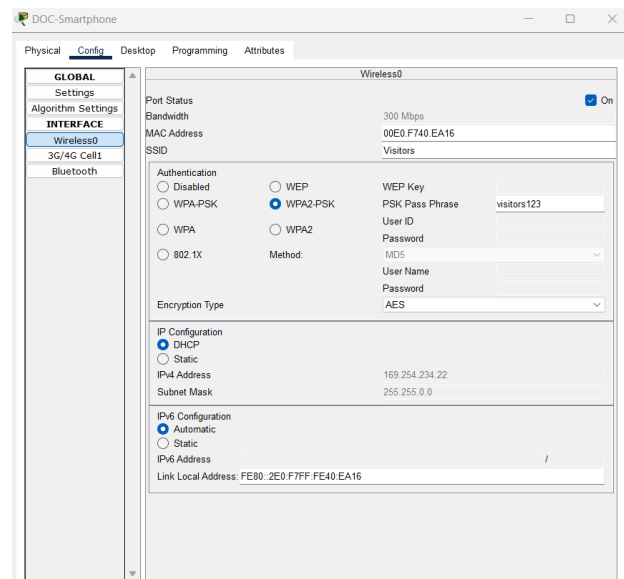 DOC-Smartphone
Physical Config Desktop Programming Attributes
GLOBAL
Settings
Algorithm Settings
INTERFACE
Wireless0
3G/4G Cell1
Bluetooth
Wireless0
Port Status On
Bandwidth 300 Mbps
MAC Address 00E0.F740.EA16
SSID Visitors
Authentication
Disabled WEP WEP Key
WPA-PSK WPA2-PSK PSK Pass Phrase visitors123
User ID
WPA WPA2
Password
802.1X Method: MD5
User Name
Password
Encryption Type AES
IP Configuration
DHCP
Static
IPv4 Address 169.254.234.22
Subnet Mask 255.255.0.0
IPv6 Configuration
Automatic
Static
IPv6 Address /
Link Local Address: FE80::2E0:F7FF:FE40:EA16